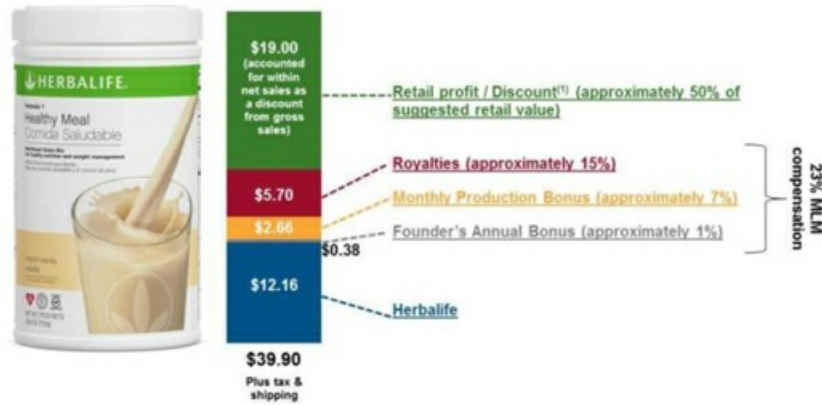 HERBALIFE.
Formula 1
Healthy Meal
Comida Saludable
$19.00
(accounted
for within
net sales as
a discount
from gross
sales)
Retail profit / Discount(1) (approximately 50% of
suggested retail value)
$5.70
Royalties (approximately 15%)
$2.66
Monthly Production Bonus (approximately 7%)
$0.38
Founder's Annual Bonus (approximately 1%)
23% MLM
compensation
$12.16
Herbalife
$39.90
Plus tax &
shipping